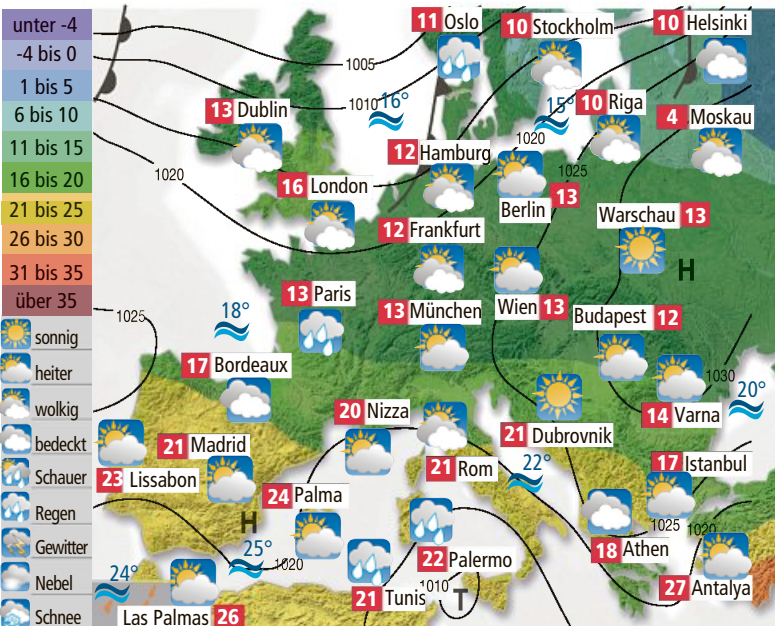 unter -4
-4 bis 0
1 bis 5
6 bis 10
11 bis 15
16 bis 20
21 bis 25
26 bis 30
31 bis 35
über 35
sonnig
heiter
wolkig
bedeckt
Schauer
Regen
Gewitter
Nebel
Schnee
11 Oslo
10 Stockholm
10 Helsinki
1005
1010
16°
15°
13 Dublin
10 Riga
4 Moskau
12 Hamburg
1020
1020
1025
16 London
Berlin 13
Warschau 13
12 Frankfurt
H
13 Paris
13 München
Wien 13
Budapest 12
1025
18°
17 Bordeaux
1030
20°
14 Varna
20 Nizza
21 Madrid
21 Dubrovnik
23 Lissabon
21 Rom
22°
17 Istanbul
24 Palma
H
1025
1020
25°
1020
18 Athen
22 Palermo
24°
1010
T
21 Tunis
27 Antalya
Las Palmas 26